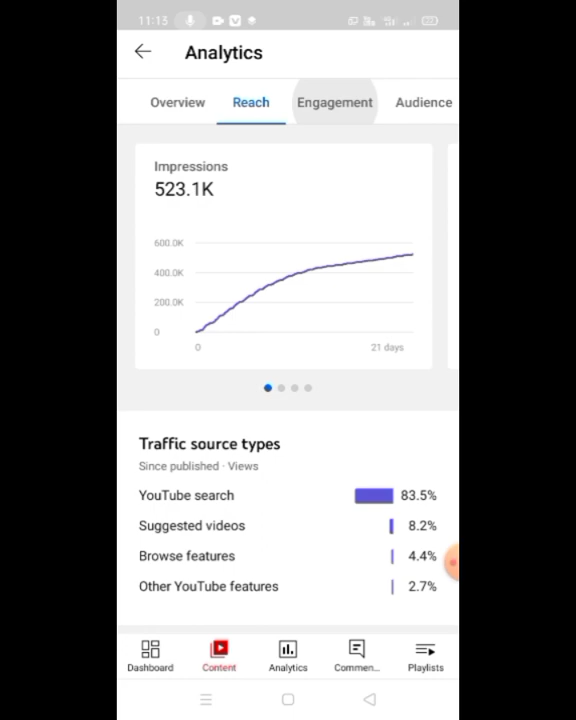 11:15
Analytics
Overview Reach Engagement Audience
Impressions
523.1K
600.0K
400.0K
200.0K
0
0 21 days
Traffic source types
Since published · Views
YouTube search 83.5%
Suggested videos 8.2%
Browse features 4.4%
Other YouTube features 2.7%
Dashboard Content Analytics Commen... Playlists